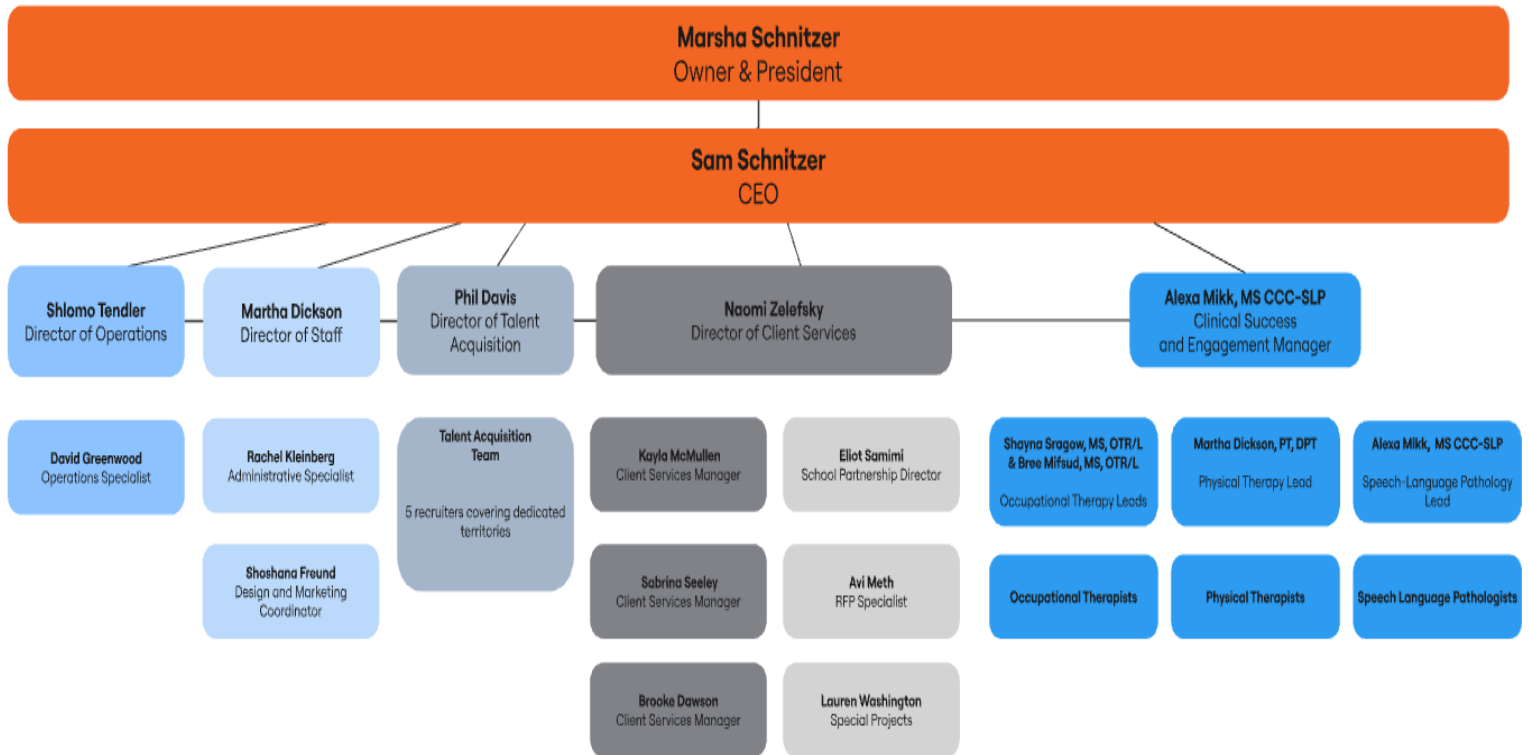 Marsha Schnitzer
Owner & President
Sam Schnitzer
CEO
Shlomo Tendler
Director of Operations
Martha Dickson
Director of Staff
Phil Davis
Director of Talent
Acquisition
Naomi Zelefsky
Director of Client Services
Alexa Mikk, MS CCC-SLP
Clinical Success
and Engagement Manager
David Greenwood
Operations Specialist
Rachel Kleinberg
Administrative Specialist
Talent Acquisition
Team
5 recruiters covering dedicated
territories
Kayla McMullen
Client Services Manager
Eliot Samimi
School Partnership Director
Shayna Sragow, MS, OTR/L
& Bree Mifsud, MS, OTR/L
Occupational Therapy Leads
Martha Dickson, PT, DPT
Physical Therapy Lead
Alexa Mikk, MS CCC-SLP
Speech-Language Pathology
Lead
Shoshana Freund
Design and Marketing
Coordinator
Sabrina Seeley
Client Services Manager
Avi Meth
RFP Specialist
Occupational Therapists
Physical Therapists
Speech Language Pathologists
Brooke Dawson
Client Services Manager
Lauren Washington
Special Projects